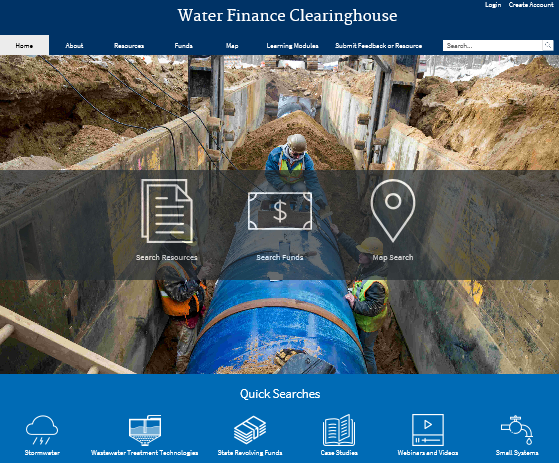 Login Create Account
Water Finance Clearinghouse
Home About Resources Funds Map Learning Modules Submit Feedback or Resource Search...
$
Search Resources Search Funds Map Search
Quick Searches
Stormwater Wastewater Treatment Technologies State Revolving Funds Case Studies Webinars and Videos Small Systems